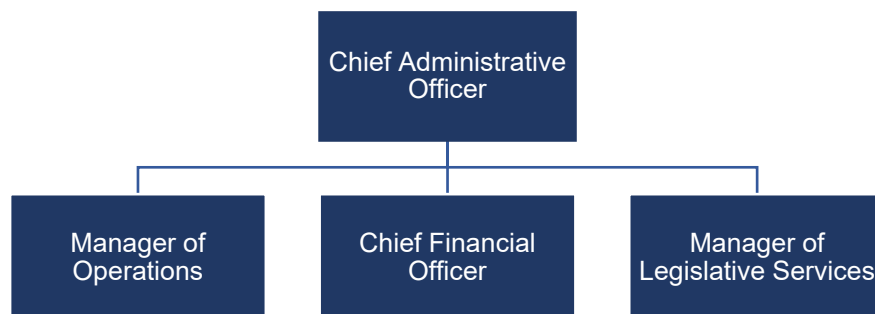 Chief Administrative
Officer
Manager of
Operations
Chief Financial
Officer
Manager of
Legislative Services